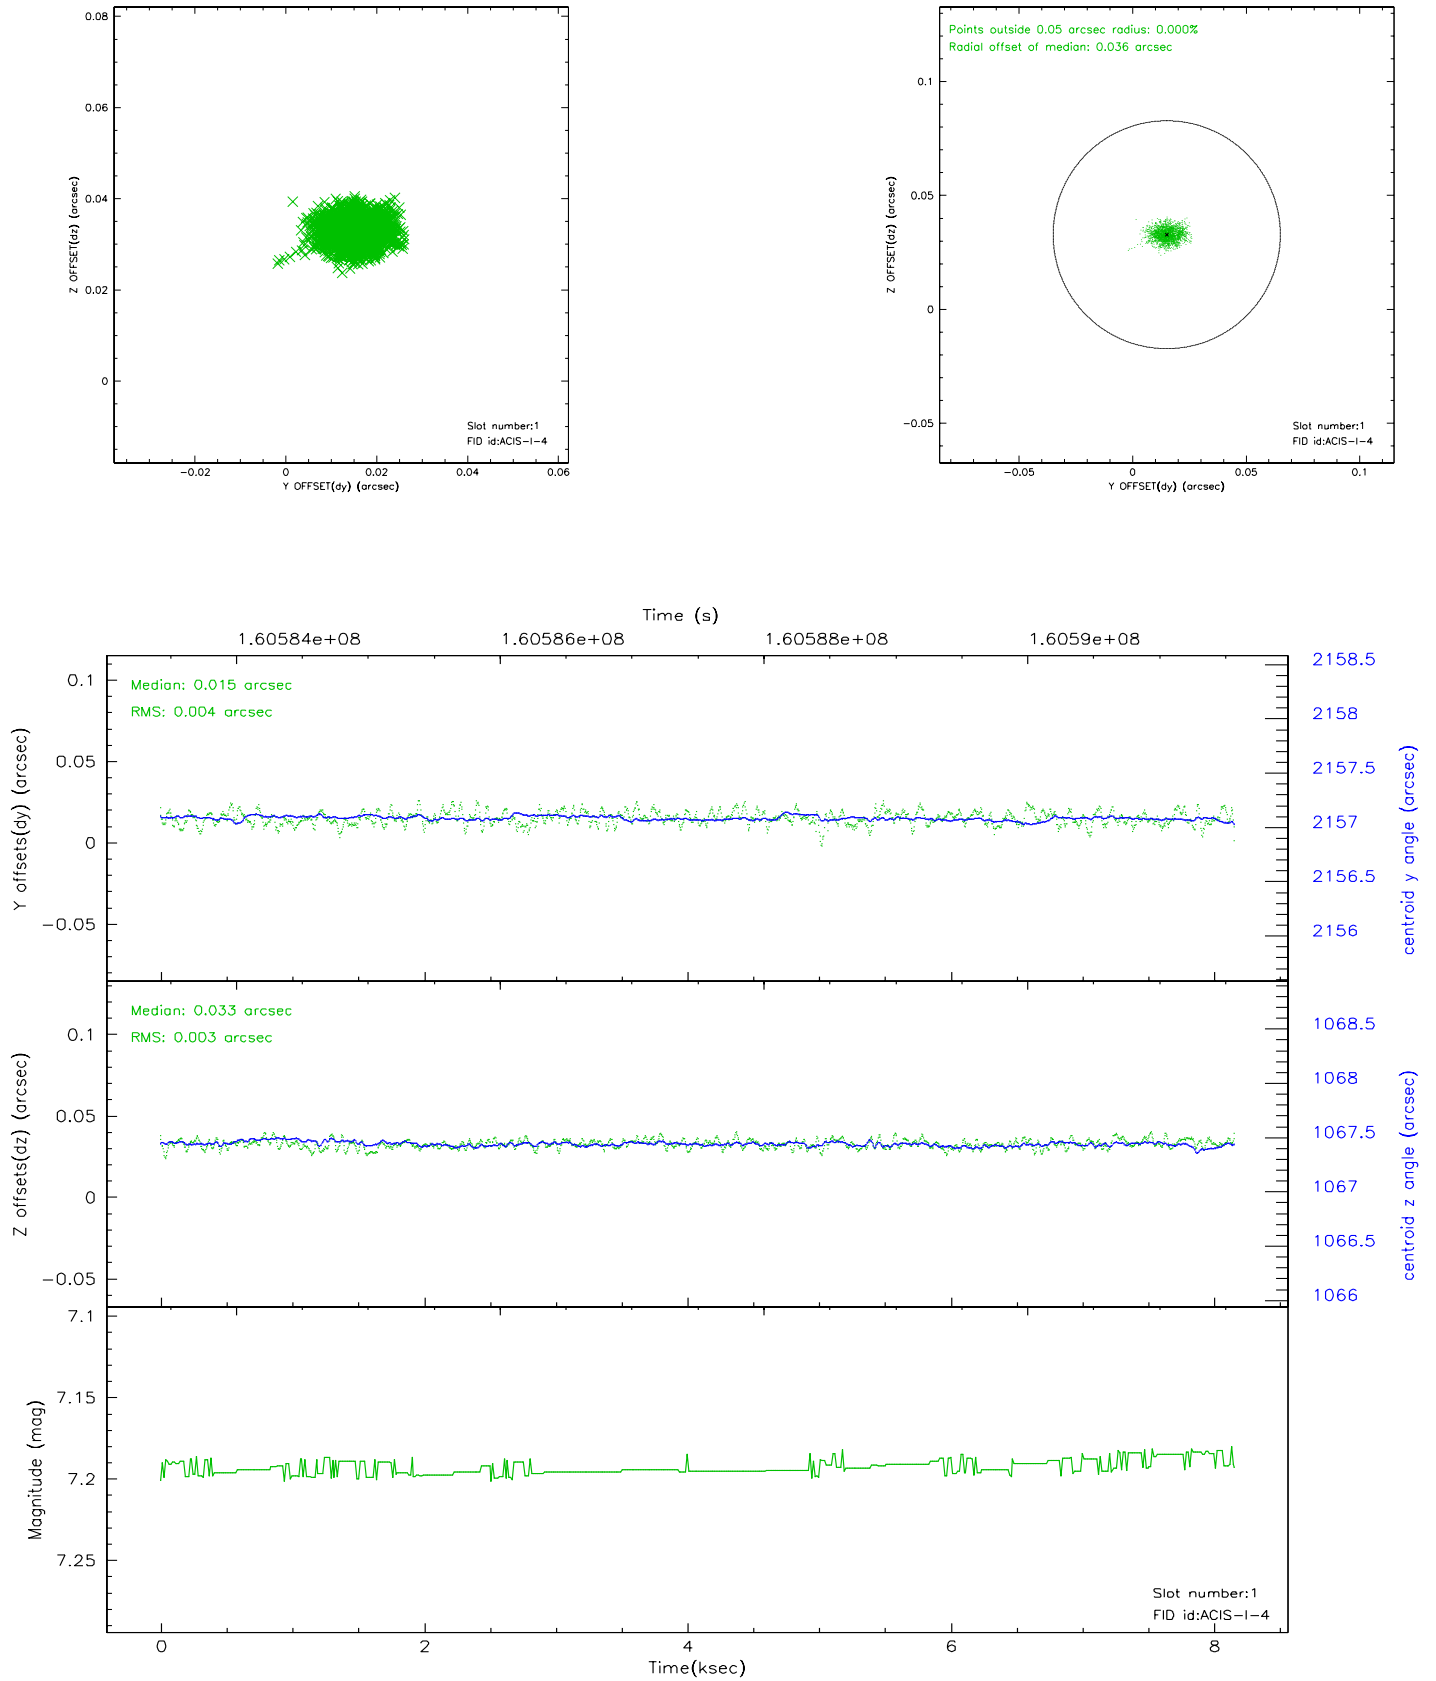 0.08
0.06
0.04
0.02
0
Z OFFSET(dz) (arcsec)
Slot number:1
FID id:ACIS-I-4
-0.02
0
0.02
0.04
0.06
Y OFFSET(dy) (arcsec)
Points outside 0.05 arcsec radius: 0.000%
Radial offset of median: 0.036 arcsec
0.1
0.05
0
-0.05
Z OFFSET(dz) (arcsec)
Slot number:1
FID id:ACIS-I-4
-0.05
0
0.05
0.1
Y OFFSET(dy) (arcsec)
Time (s)
1.60584e+08
1.60586e+08
1.60588e+08
1.6059e+08
Median: 0.015 arcsec
RMS: 0.004 arcsec
0.1
0.05
0
-0.05
Y offsets(dy) (arcsec)
2158.5
2158
2157.5
2157
2156.5
2156
centroid y angle (arcsec)
Median: 0.033 arcsec
RMS: 0.003 arcsec
0.1
0.05
0
-0.05
Z offsets(dz) (arcsec)
1068.5
1068
1067.5
1067
1066.5
1066
centroid z angle (arcsec)
7.1
7.15
7.2
7.25
Magnitude (mag)
Slot number:1
FID id:ACIS-I-4
0
2
4
6
8
Time(ksec)